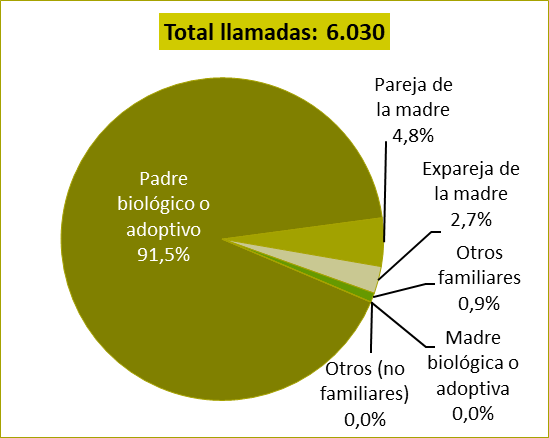 Total llamadas: 6.030
Pareja de
la madre
4,8%
Padre
biológico o
adoptivo
91,5%
Expareja de
la madre
2,7%
Otros
familiares
0,9%
Madre
biológica o
adoptiva
0,0%
Otros (no
familiares)
0,0%